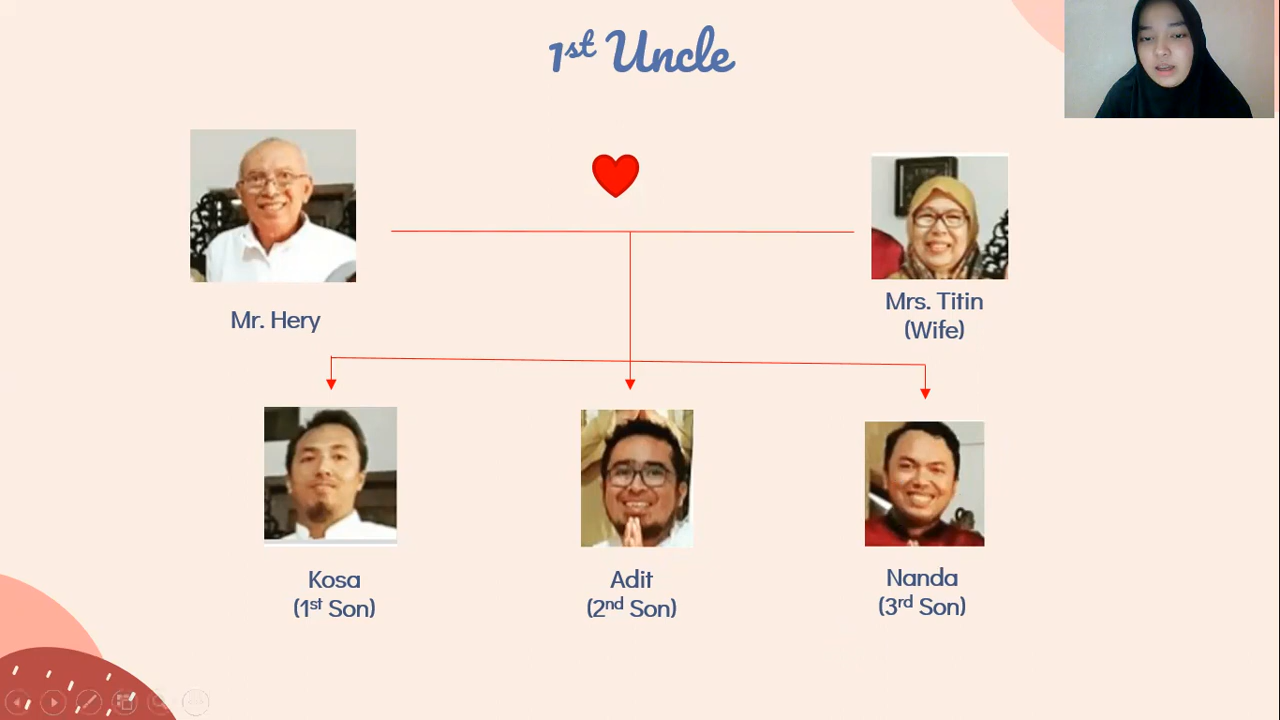 1st Uncle
Mr. Hery
Mrs. Titin
(Wife)
Kosa
(1st Son)
Adit
(2nd Son)
Nanda
(3rd Son)